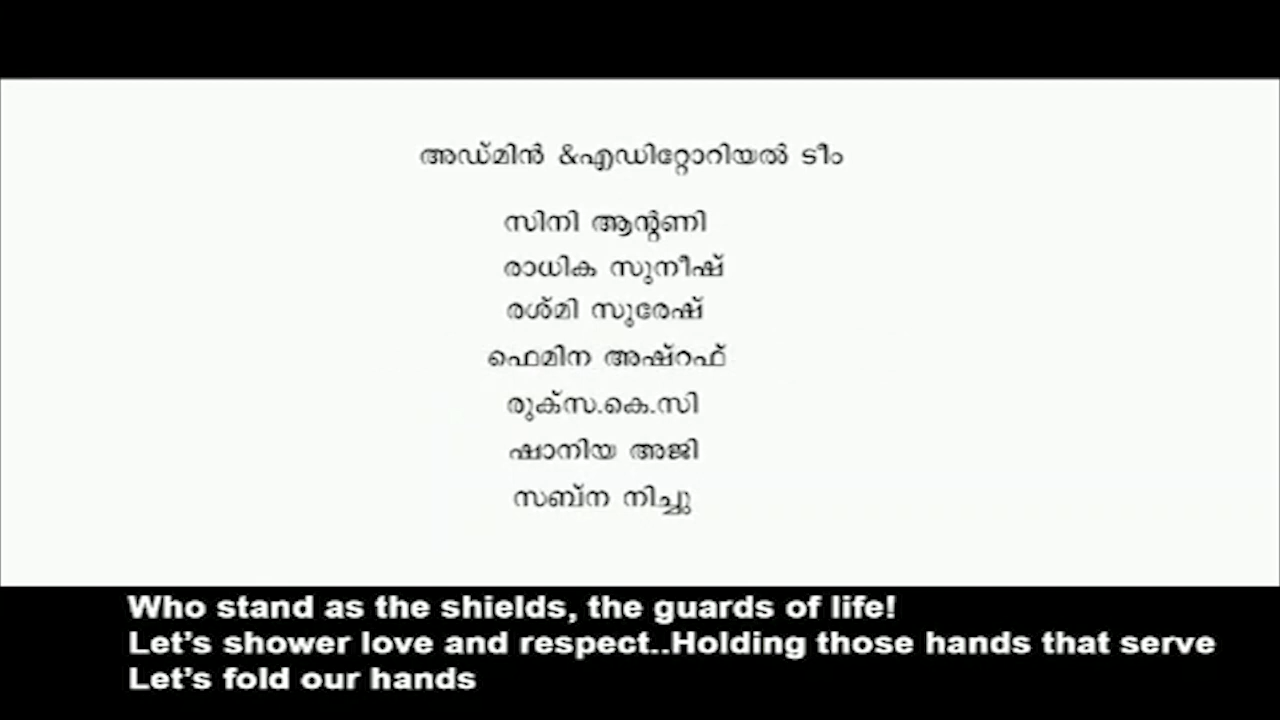 അഡ്മിൻ &എഡിറ്റോറിയൽ ടീം
സിനി ആന്റണി
രാധിക സുനീഷ്
രശ്മി സുരേഷ്
ഫെമിന അഷ്റഫ്
രുക്സ.കെ.സി
ഷാനിയ അജി
സബ്ന നിച്ചു
Who stand as the shields, the guards of life!
Let's shower love and respect..Holding those hands that serve
Let's fold our hands